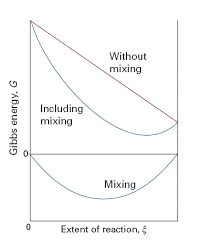 Without
mixing
Including
mixing
Gibbs energy, G
0
Mixing
0
Extent of reaction, ξ